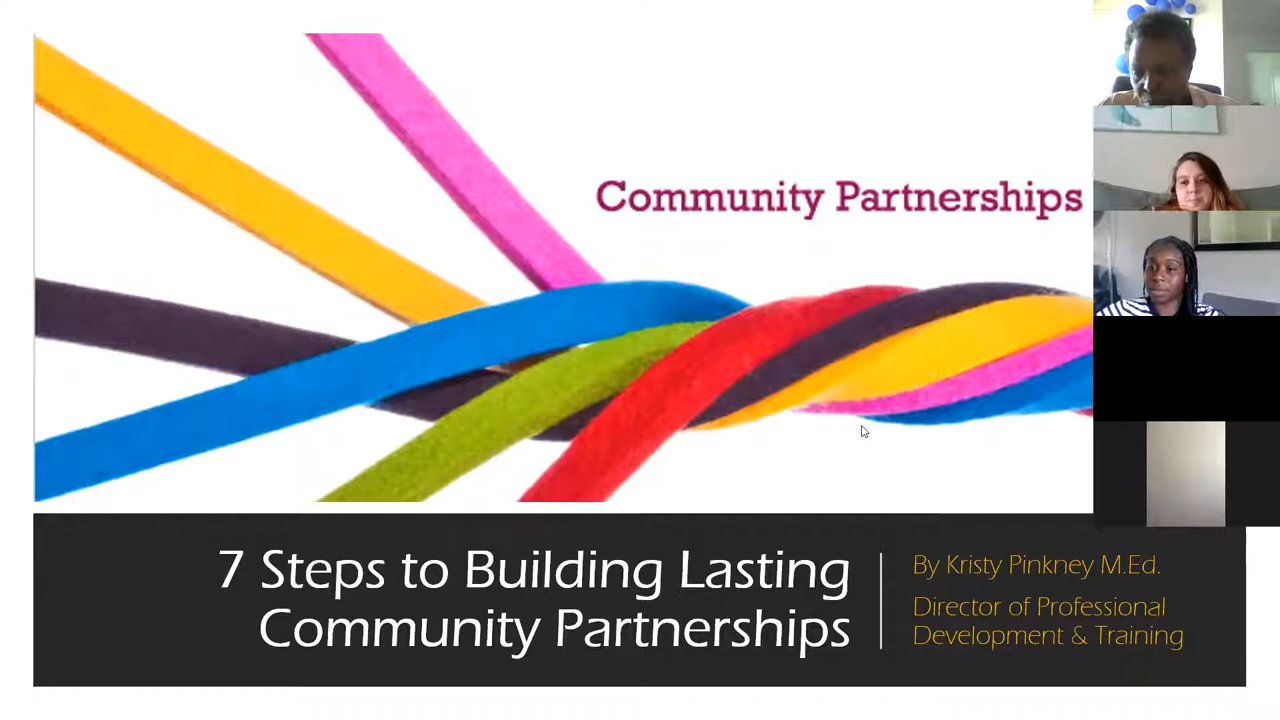 Community Partnerships
7 Steps to Building Lasting
Community Partnerships
By Kristy Pinkney M.Ed.
Director of Professional
Development & Training